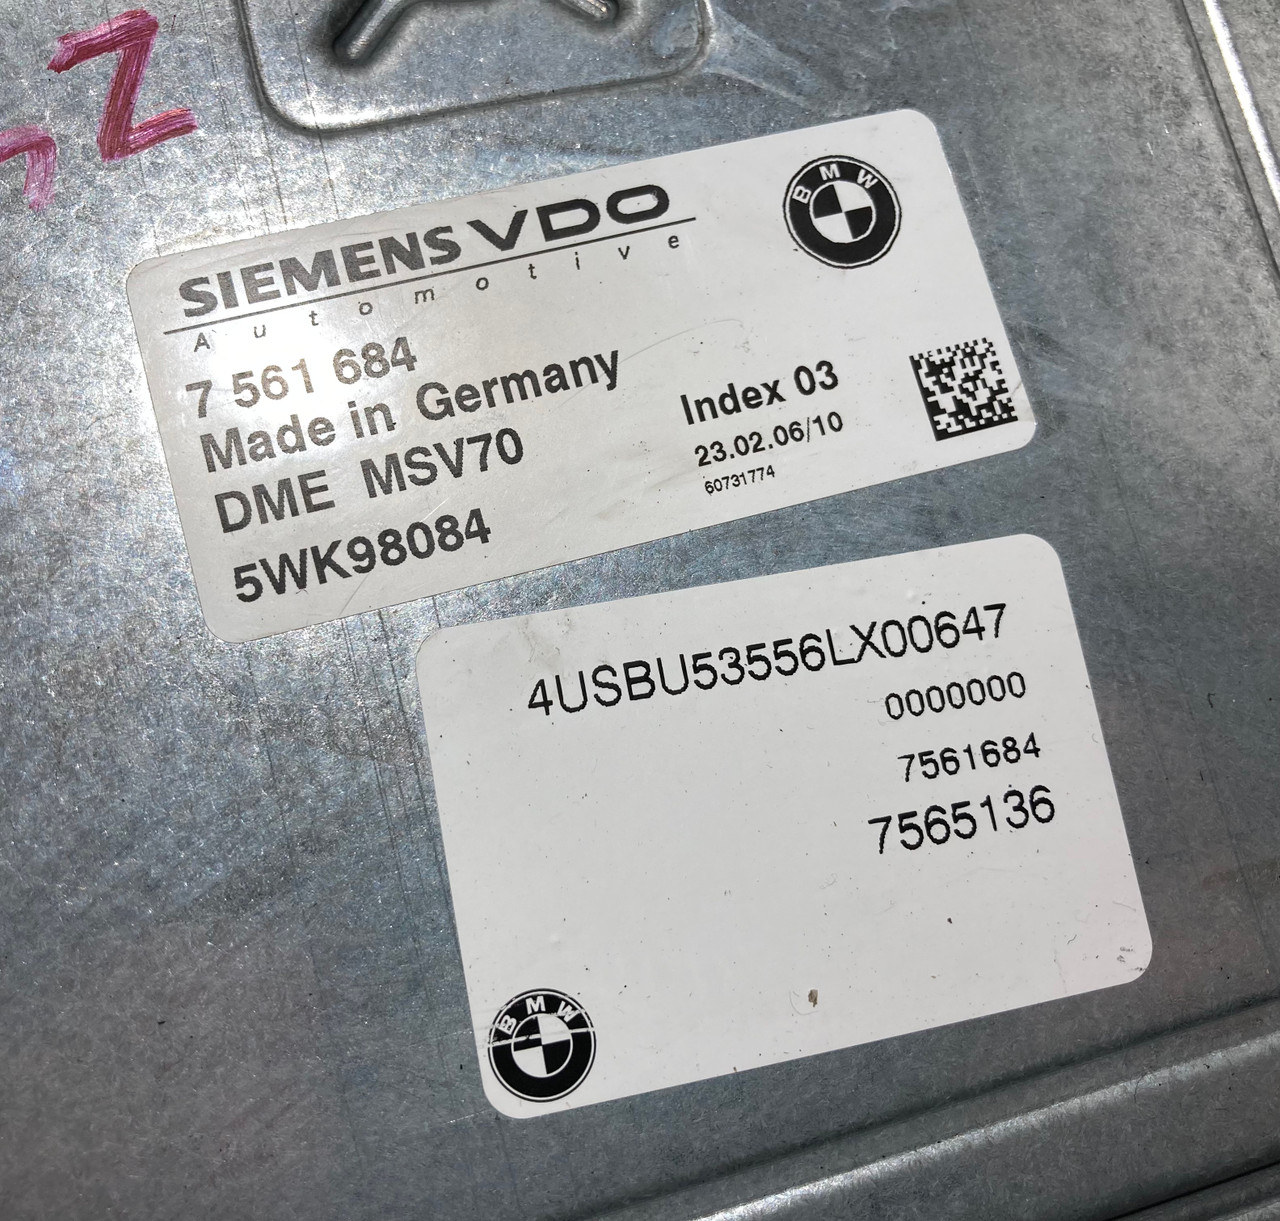 Z
SIEMENS VDO
Automotive
BMW
7 561 684
Made in Germany
DME MSV70
5WK98084
Index 03
23.02.06/10
60731774
4USBU53556LX00647
0000000
7561684
7565136
BMW